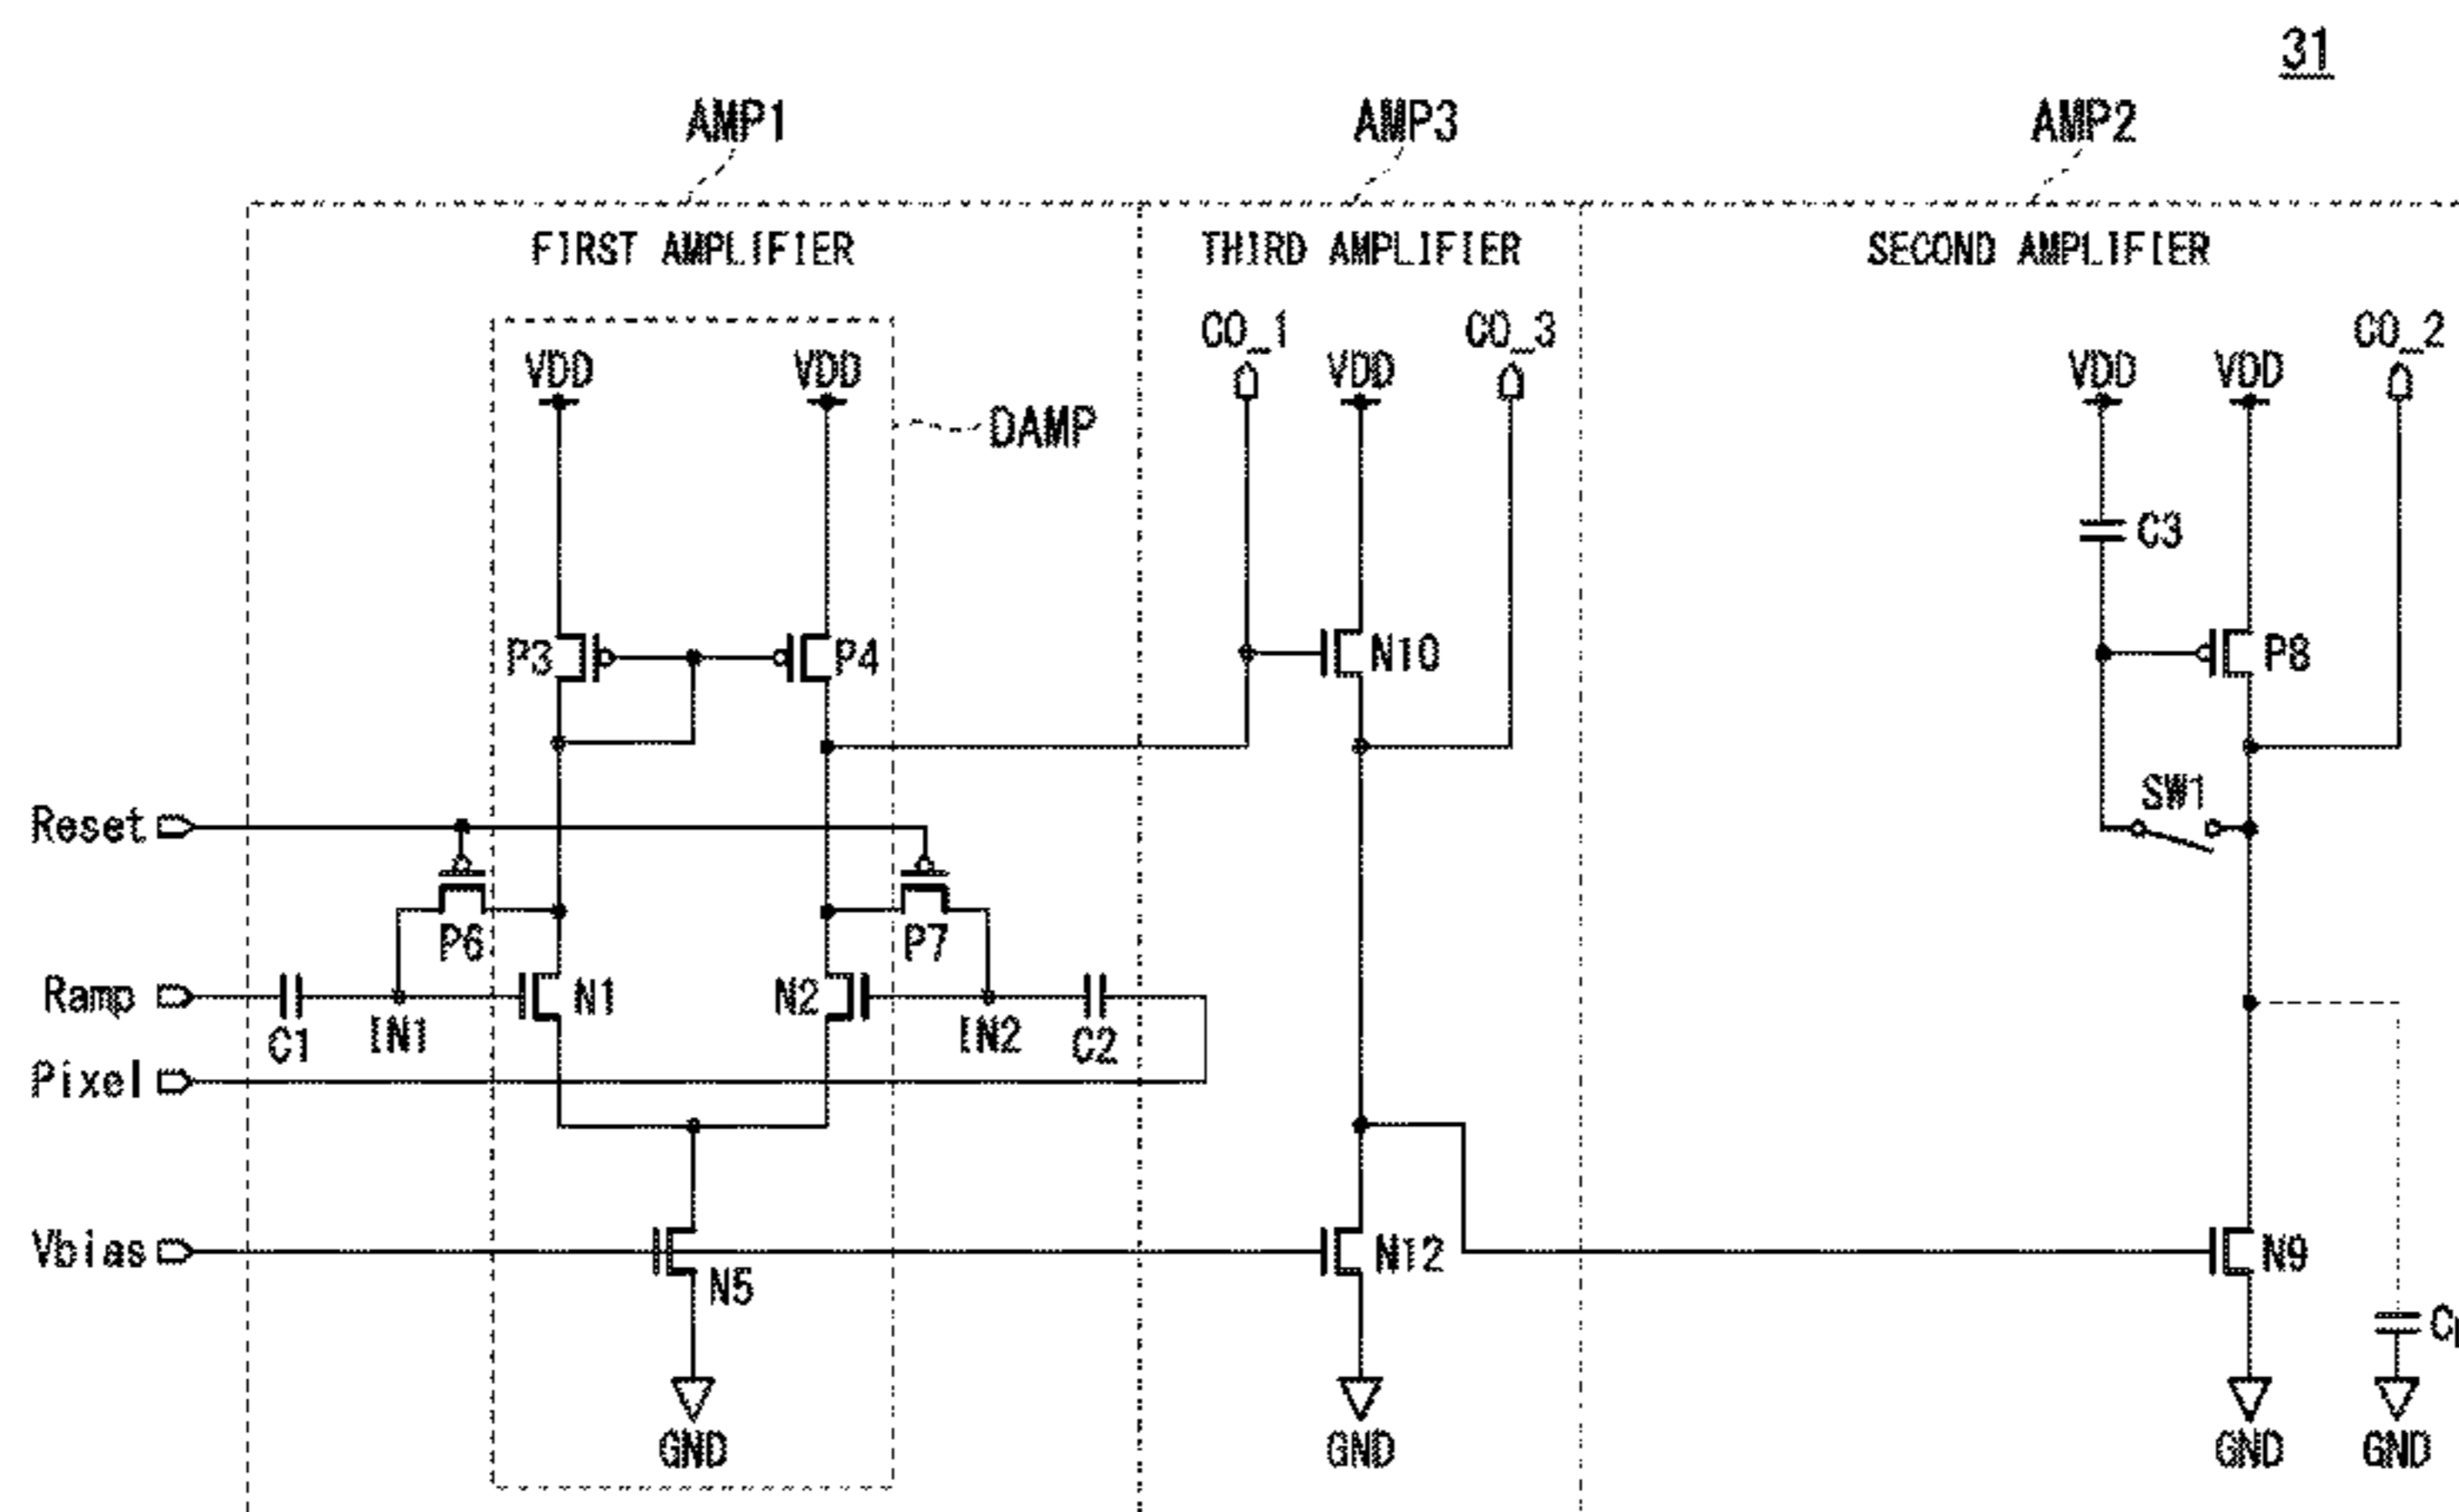 31
AMP1 AMP3 AMP2
FIRST AMPLIFIER THIRD AMPLIFIER SECOND AMPLIFIER
CO_1 CO_3 CO_2
VDD VDD VDD VDD VDD
DAMP
C3
P3 P4 N10 P8
SW1
Reset
P6 P7
Ramp N1 N2
C1 IN1 IN2 C2
Pixel
Vbias N12 N9
N5
GND GND GND GND